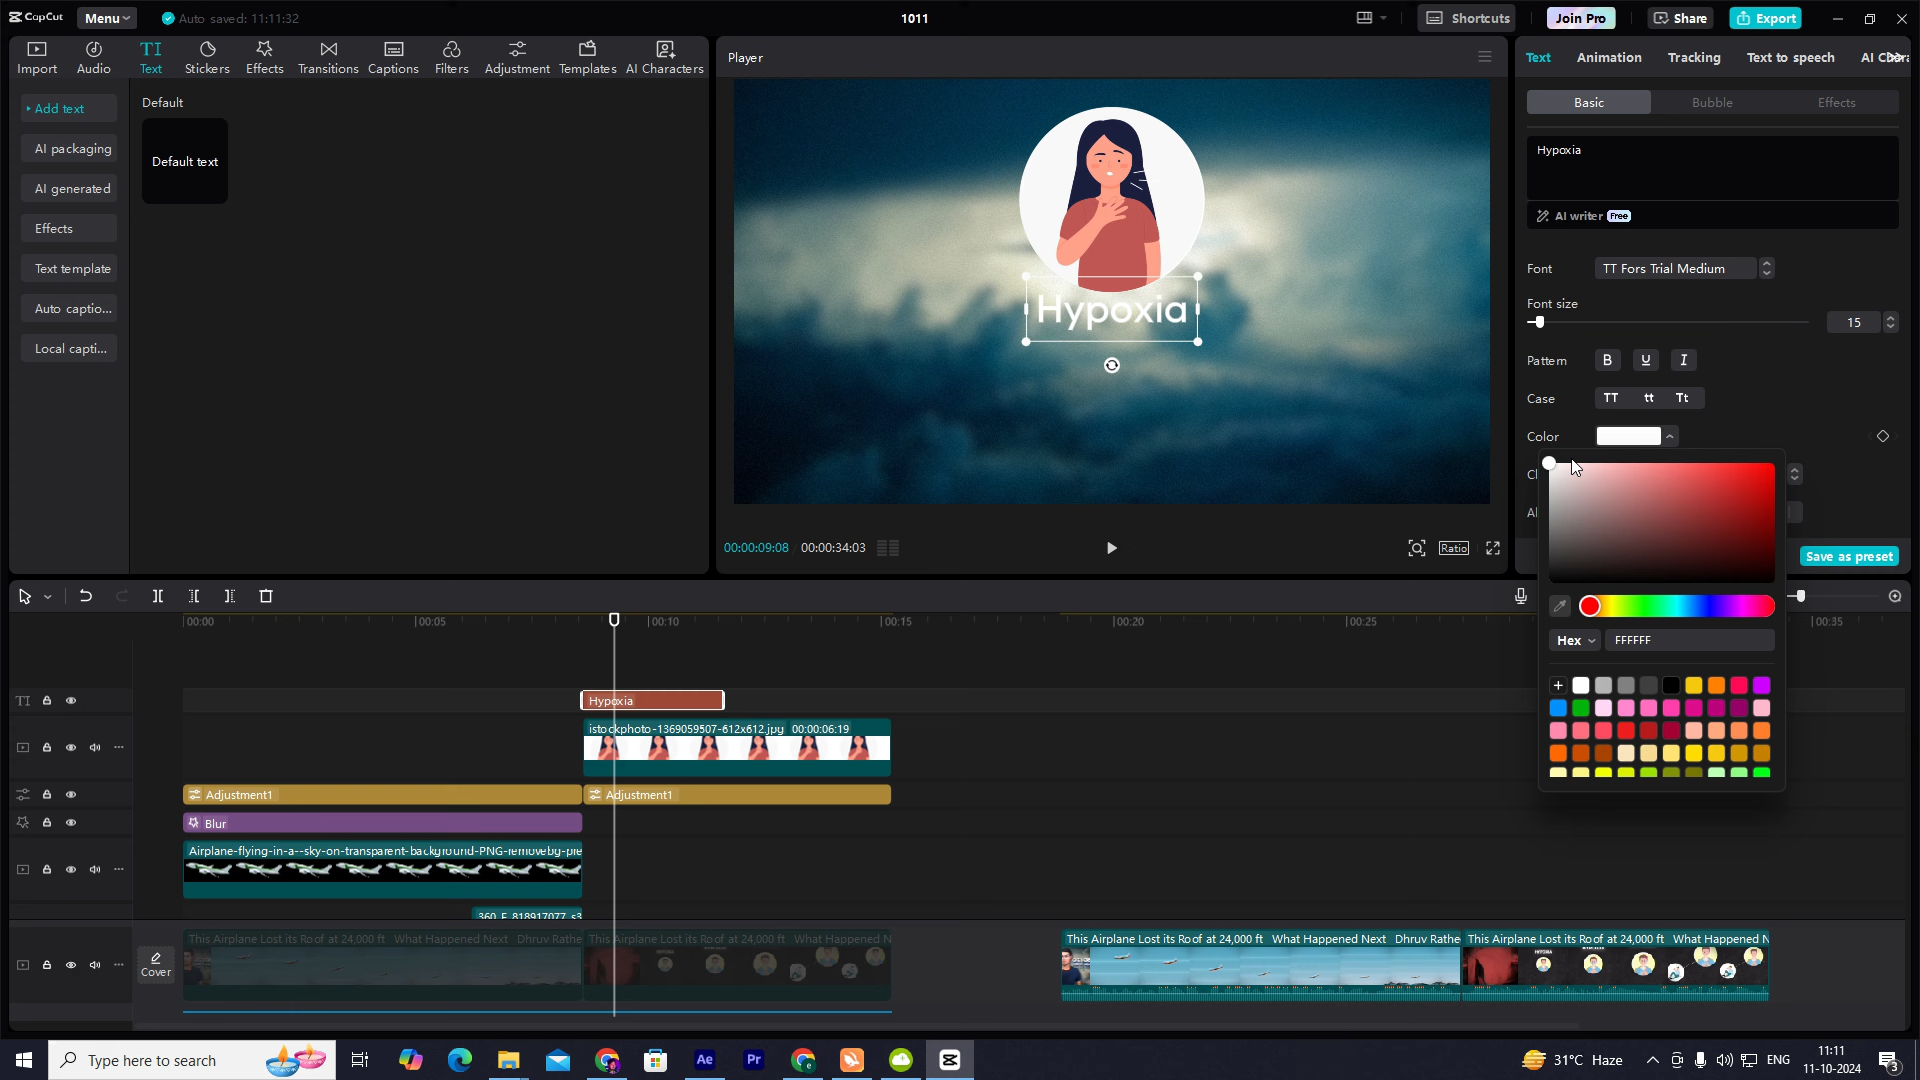 CapCut
Menu
Auto saved: 11:11:32
1011
Shortcuts
Join Pro
Share
Export
Import
Audio
TI
Text
Stickers
Effects
Transitions
Captions
Filters
Adjustment
Templates
AI Characters
Add text
AI packaging
AI generated
Effects
Text template
Auto captio...
Local capti...
Default
Default text
Player
Hypoxia
00:00:09:08
00:00:34:03
Ratio
Text
Animation
Tracking
Text to speech
Basic
Bubble
Effects
Hypoxia
AI writer Free
Font
TT Fors Trial Medium
Font size
15
Pattern
B U I
Case
TT tt Tt
Color
Hex
FFFFFF
Save as preset
00:00
00:05
00:10
00:15
00:20
00:25
00:35
TI
Hypoxia
istockphoto-1369059507-612x612.jpg 00:00:06:19
Adjustment1
Adjustment1
Blur
Airplane-flying-in-a--sky-on-transparent-background-PNG-removeby-pre
360_F_818917077_s3
Cover
This Airplane Lost its Roof at 24,000 ft What Happened Next Dhruv Rathe
This Airplane Lost its Roof at 24,000 ft What Happened N
This Airplane Lost its Roof at 24,000 ft What Happened Next Dhruv Rathe
This Airplane Lost its Roof at 24,000 ft What Happened N
Type here to search
Ae
Pr
31°C Haze
ENG
11:11
11-10-2024
3